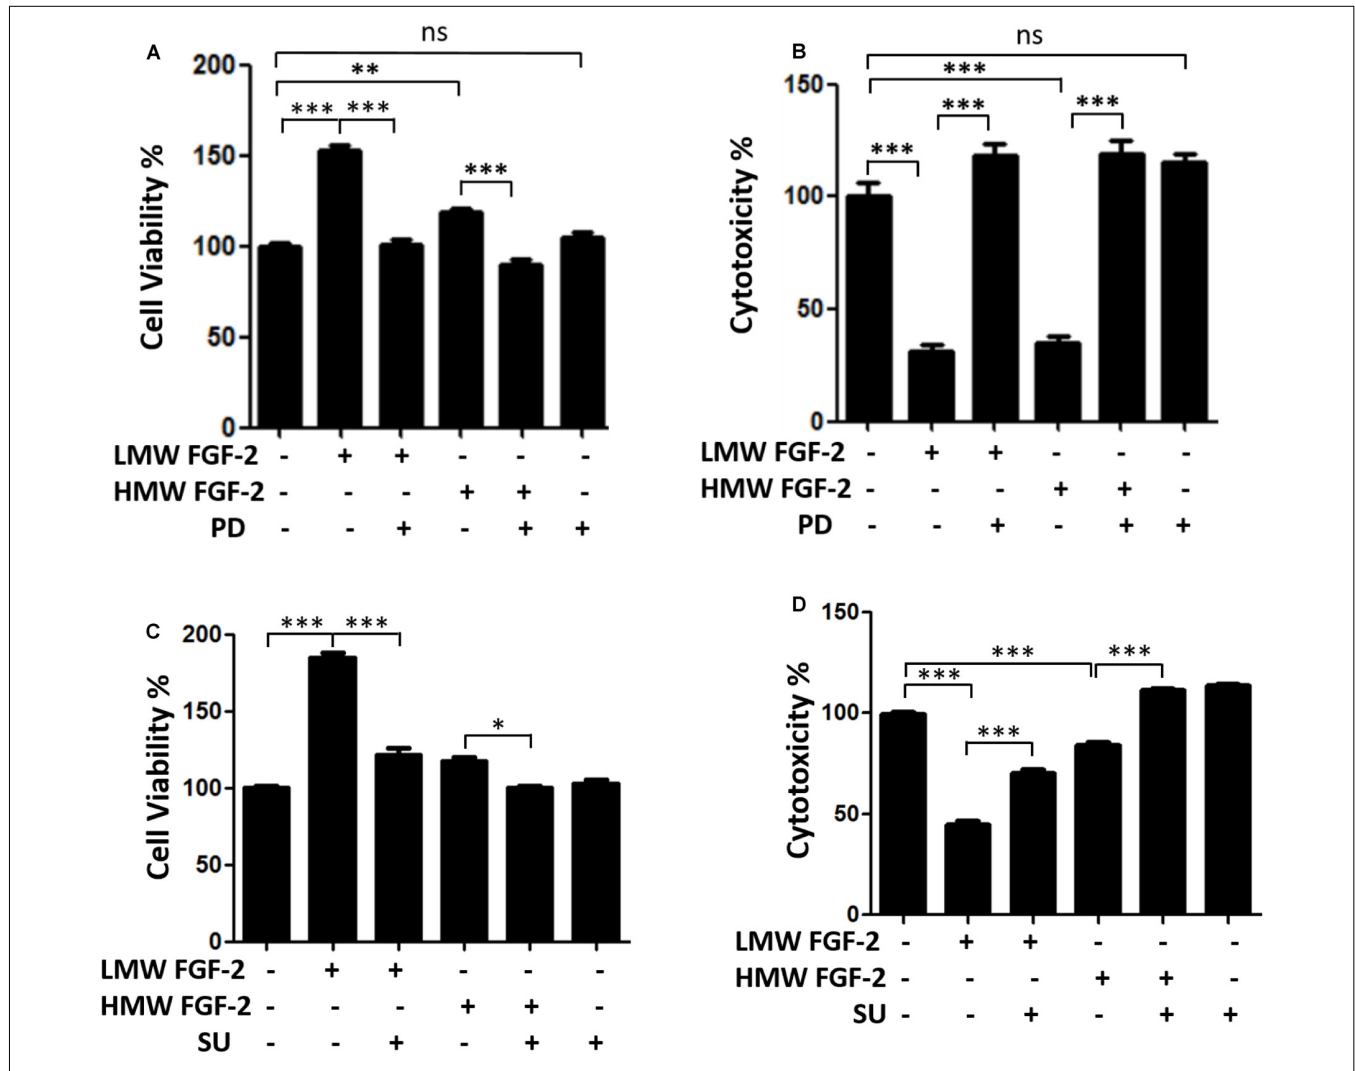 A
ns
**
*** ***
***
Cell Viability %
200
150
100
50
0
LMW FGF-2 - + + - - -
HMW FGF-2 - - - + + -
PD - - + - + +
B
ns
***
*** ***
***
Cytotoxicity %
150
100
50
0
LMW FGF-2 - + + - - -
HMW FGF-2 - - - + + -
PD - - + - + +
C
*** ***
*
Cell Viability %
200
150
100
50
0
LMW FGF-2 - + + - - -
HMW FGF-2 - - - + + -
SU - - + - + +
D
*** ***
***
***
Cytotoxicity %
150
100
50
0
LMW FGF-2 - + + - - -
HMW FGF-2 - - - + + -
SU - - + - + +